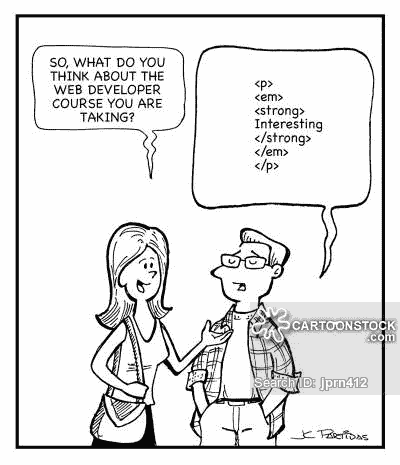 SO, WHAT DO YOU
THINK ABOUT THE
WEB DEVELOPER
COURSE YOU ARE
TAKING?
<p>
<em>
<strong>
Interesting
</strong>
</em>
</p>
CARTOONSTOCK
.com
Search ID: jprn412
JC PARTIDAS